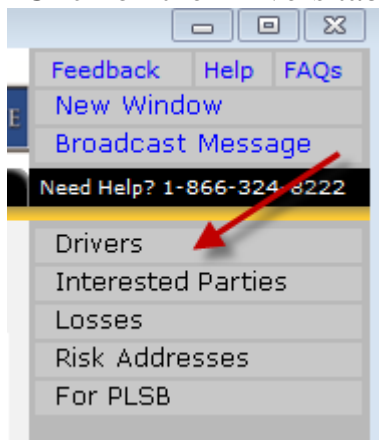 Feedback Help FAQs
New Window
Broadcast Message
Need Help? 1-866-324-8222
Drivers
Interested Parties
Losses
Risk Addresses
For PLSB